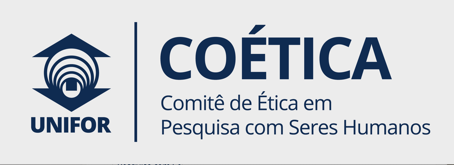 UNIFOR
COÉTICA
Comitê de Ética em
Pesquisa com Seres Humanos